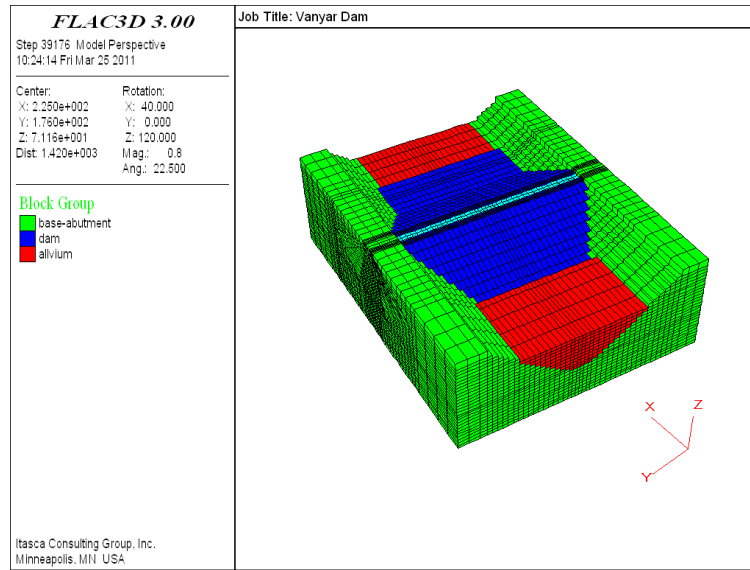 FLAC3D 3.00
Step 39176 Model Perspective
10:24:14 Fri Mar 25 2011
Center:
X: 2.250e+002
Y: 1.760e+002
Z: 7.116e+001
Dist: 1.420e+003
Rotation:
X: 40.000
Y: 0.000
Z: 120.000
Mag.: 0.8
Ang.: 22.500
Block Group
base-abutment
dam
allvium
Itasca Consulting Group, Inc.
Minneapolis, MN USA
Job Title: Vanyar Dam
X
Z
Y